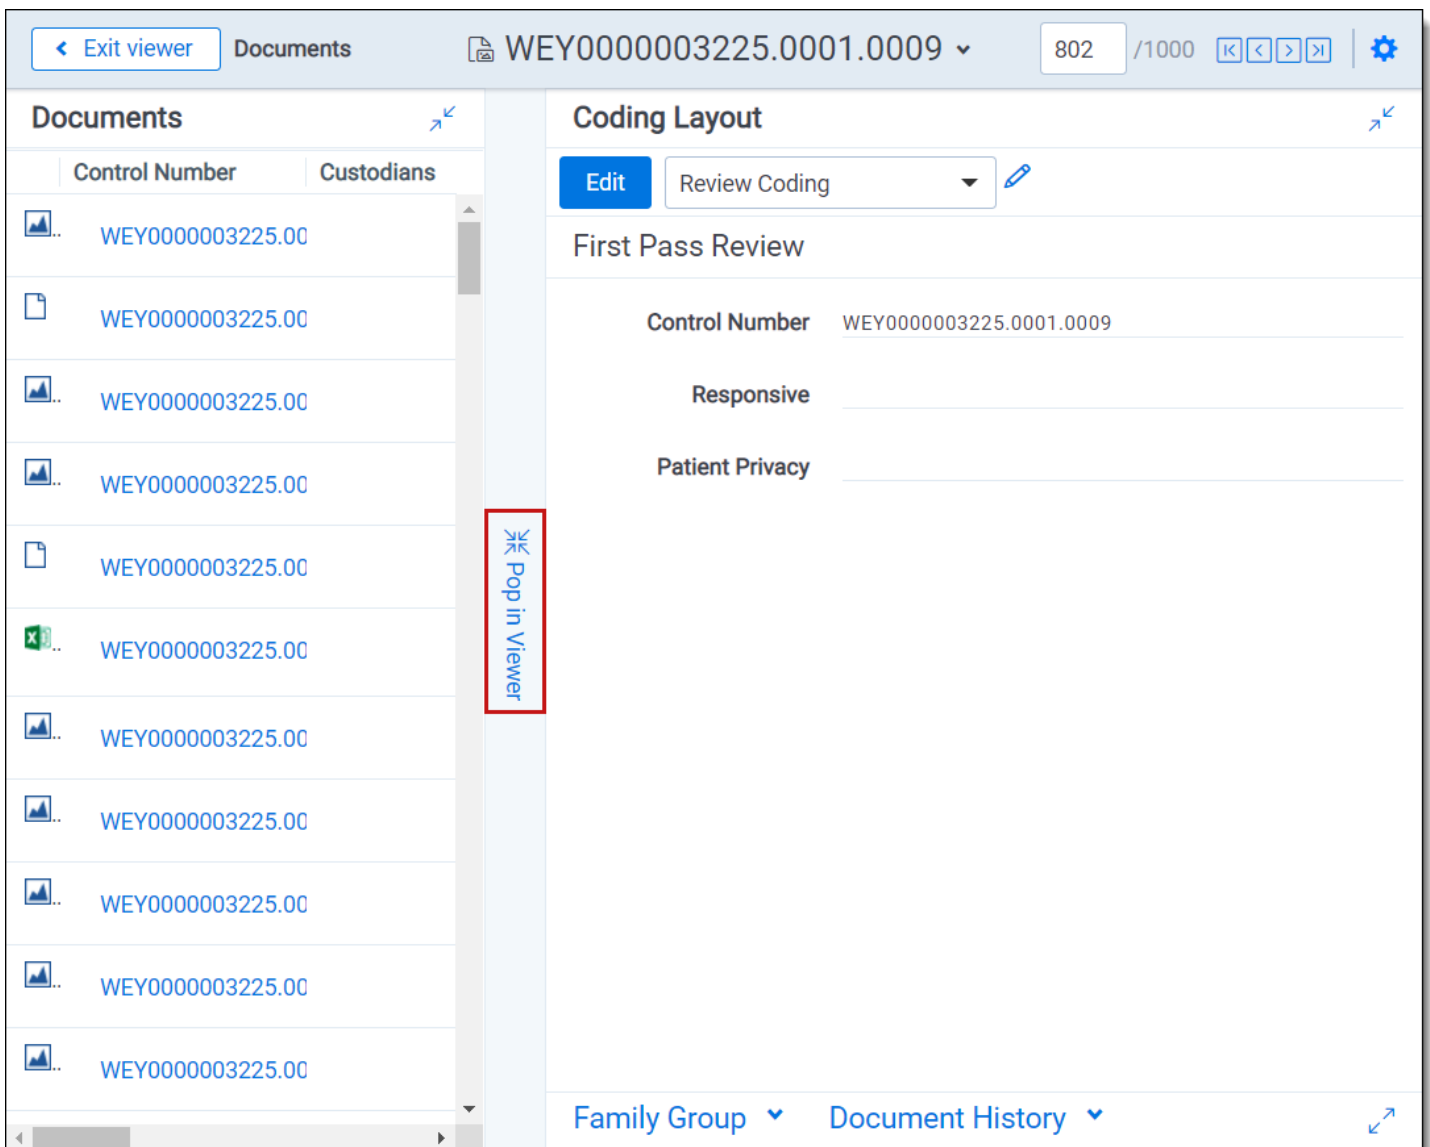 Exit viewer Documents WEY0000003225.0001.0009 802 /1000
Documents
Control Number Custodians
WEY0000003225.00
WEY0000003225.00
WEY0000003225.00
WEY0000003225.00
WEY0000003225.00
WEY0000003225.00
WEY0000003225.00
WEY0000003225.00
WEY0000003225.00
WEY0000003225.00
WEY0000003225.00
Pop in Viewer
Coding Layout
Edit Review Coding
First Pass Review
Control Number WEY0000003225.0001.0009
Responsive
Patient Privacy
Family Group Document History